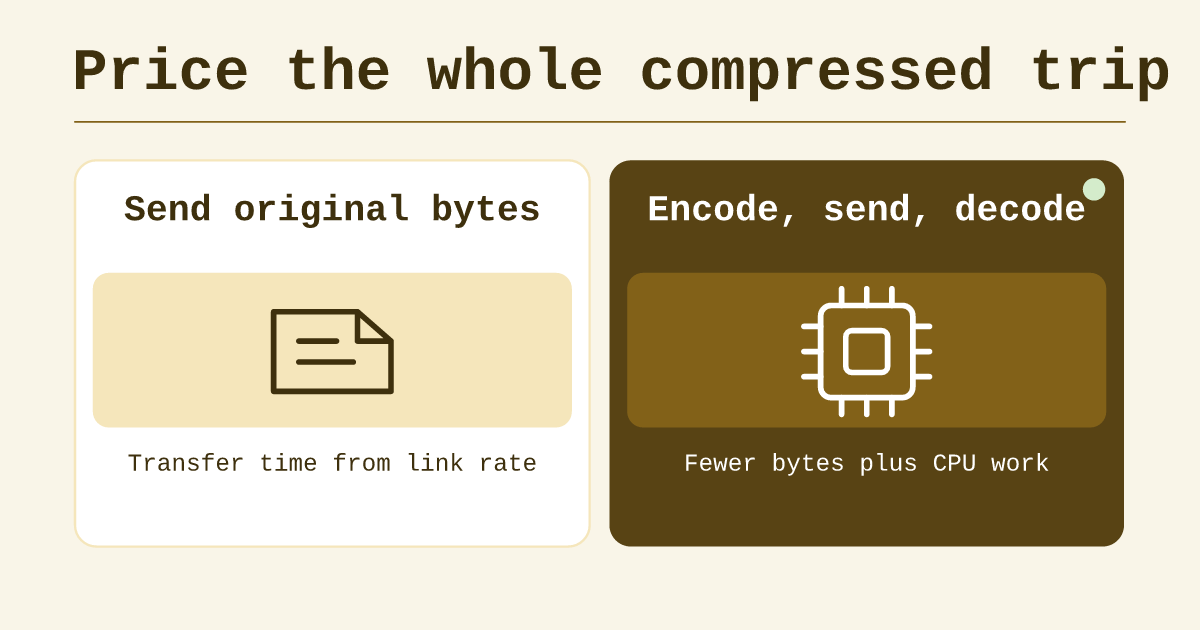 Price the whole compressed trip
Send original bytes
Encode, send, decode
Transfer time from link rate
Fewer bytes plus CPU work